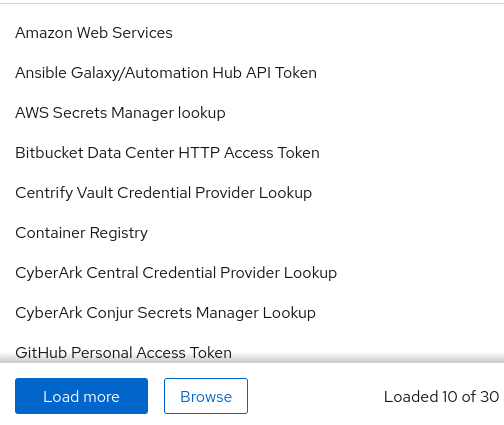 Amazon Web Services
Ansible Galaxy/Automation Hub API Token
AWS Secrets Manager lookup
Bitbucket Data Center HTTP Access Token
Centrify Vault Credential Provider Lookup
Container Registry
CyberArk Central Credential Provider Lookup
CyberArk Conjur Secrets Manager Lookup
GitHub Personal Access Token
Load more Browse Loaded 10 of 30